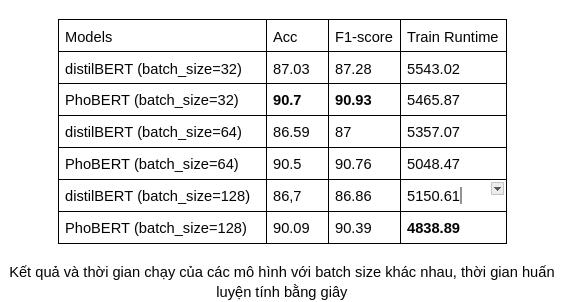 Models Acc F1-score Train Runtime
distilBERT (batch_size=32) 87.03 87.28 5543.02
PhoBERT (batch_size=32) 90.7 90.93 5465.87
distilBERT (batch_size=64) 86.59 87 5357.07
PhoBERT (batch_size=64) 90.5 90.76 5048.47
distilBERT (batch_size=128) 86,7 86.86 5150.61
PhoBERT (batch_size=128) 90.09 90.39 4838.89
Kết quả và thời gian chạy của các mô hình với batch size khác nhau, thời gian huấn
luyện tính bằng giây